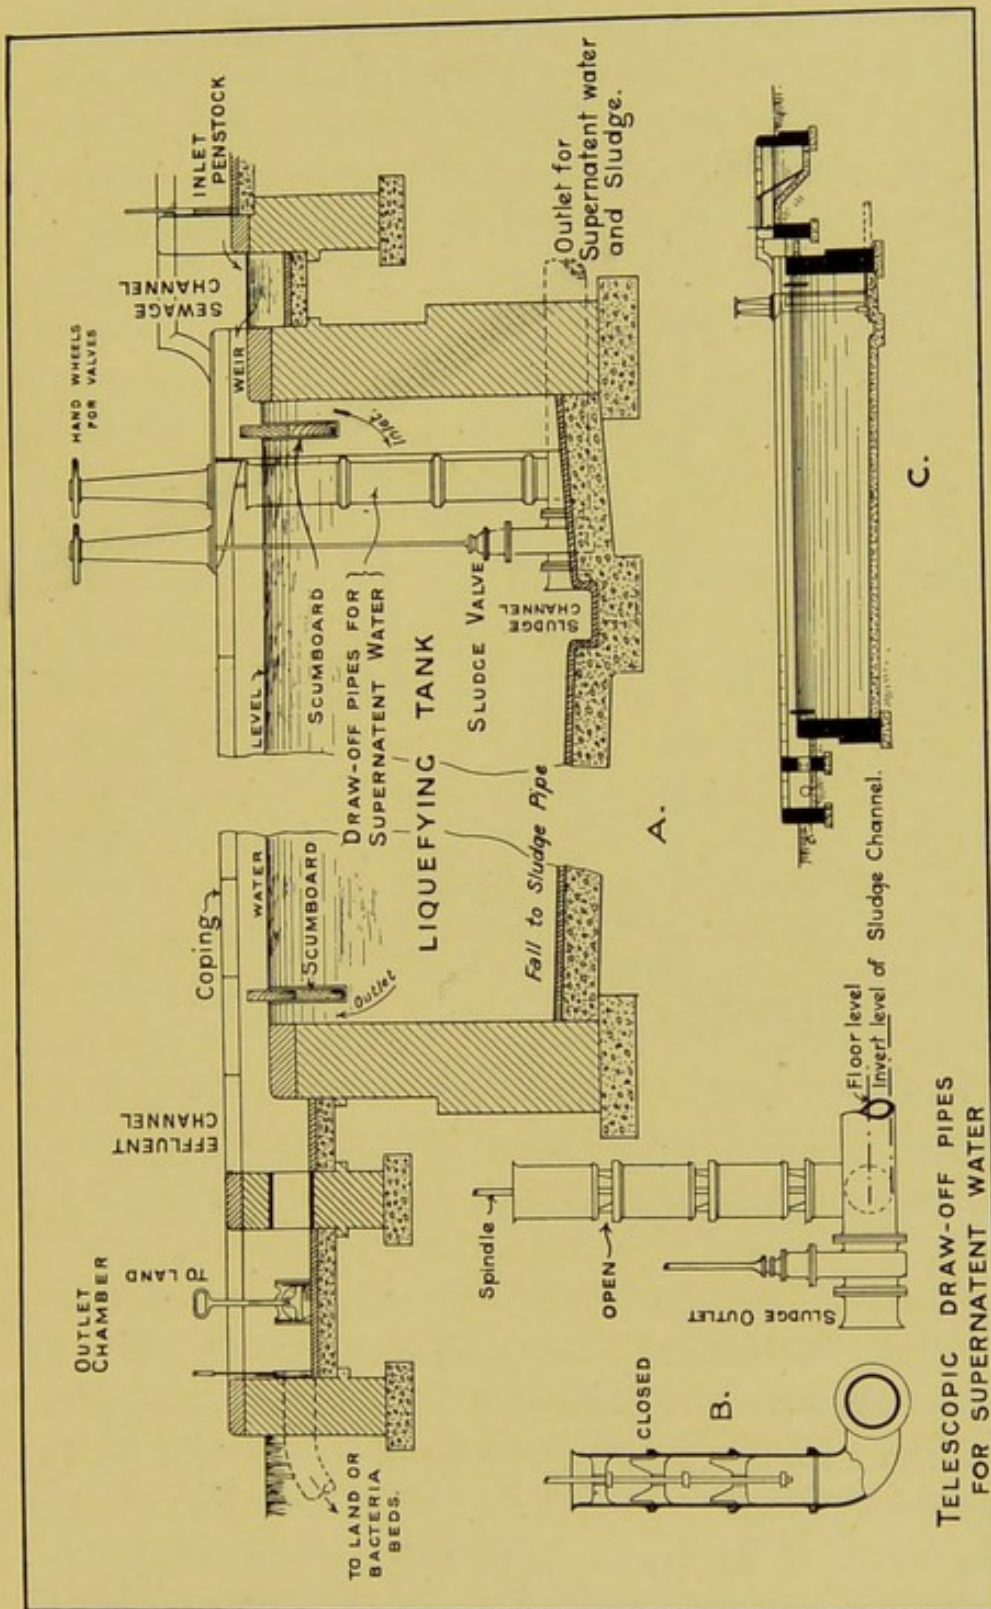 OUTLET
CHAMBER
TO LAND
EFFLUENT
CHANNEL
Coping
WATER
LEVEL
HAND WHEELS
FOR VALVES
WEIR
SEWAGE
CHANNEL
INLET
PENSTOCK
SCUMBOARD
Outlet
SCUMBOARD
Inlet.
DRAW-OFF PIPES FOR
SUPERNATENT WATER
LIQUEFYING TANK
SLUDGE VALVE
SLUDGE
CHANNEL
Fall to Sludge Pipe
Outlet for
Supernatent water
and Sludge.
TO LAND OR
BACTERIA
BEDS.
A.
Spindle
OPEN
CLOSED
B.
SLUDGE OUTLET
Floor level
Invert level of Sludge Channel.
C.
TELESCOPIC DRAW-OFF PIPES
FOR SUPERNATENT WATER